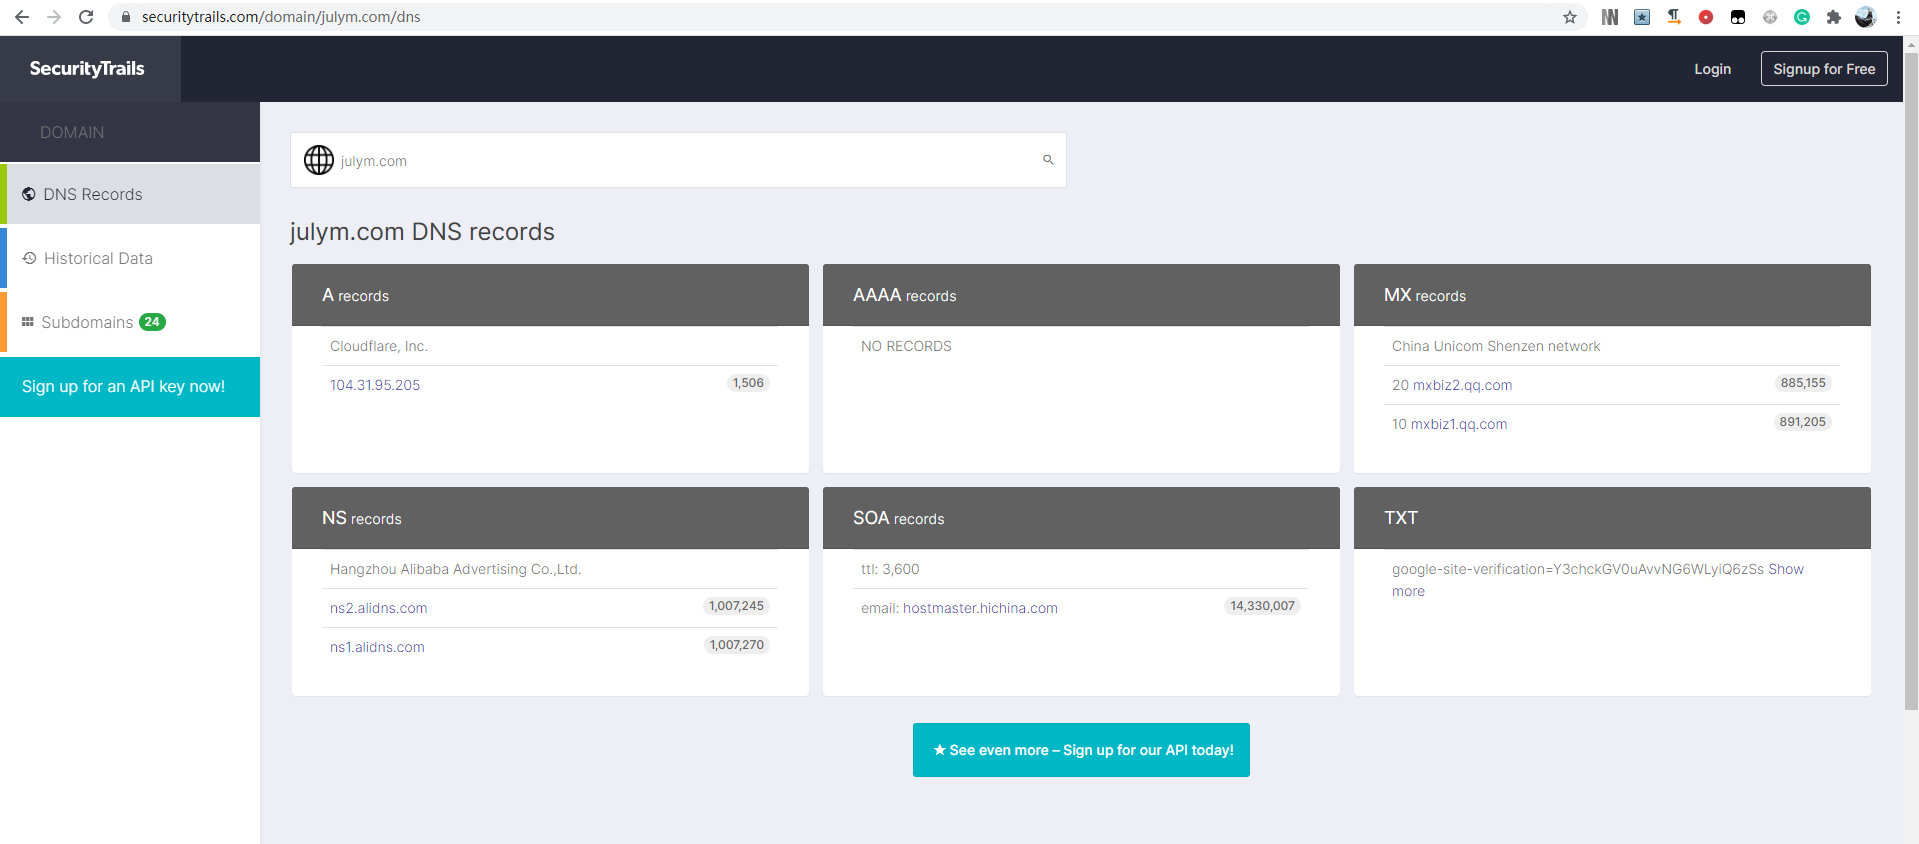 securitytrails.com/domain/julym.com/dns
SecurityTrails
Login
Signup for Free
DOMAIN
DNS Records
Historical Data
Subdomains 24
Sign up for an API key now!
julym.com
julym.com DNS records
A records
Cloudflare, Inc.
104.31.95.205 1,506
AAAA records
NO RECORDS
MX records
China Unicom Shenzen network
20 mxbiz2.qq.com 885,155
10 mxbiz1.qq.com 891,205
NS records
Hangzhou Alibaba Advertising Co.,Ltd.
ns2.alidns.com 1,007,245
ns1.alidns.com 1,007,270
SOA records
ttl: 3,600
email: hostmaster.hichina.com 14,330,007
TXT
google-site-verification=Y3chckGV0uAvvNG6WLyiQ6zSs Show
more
★ See even more – Sign up for our API today!